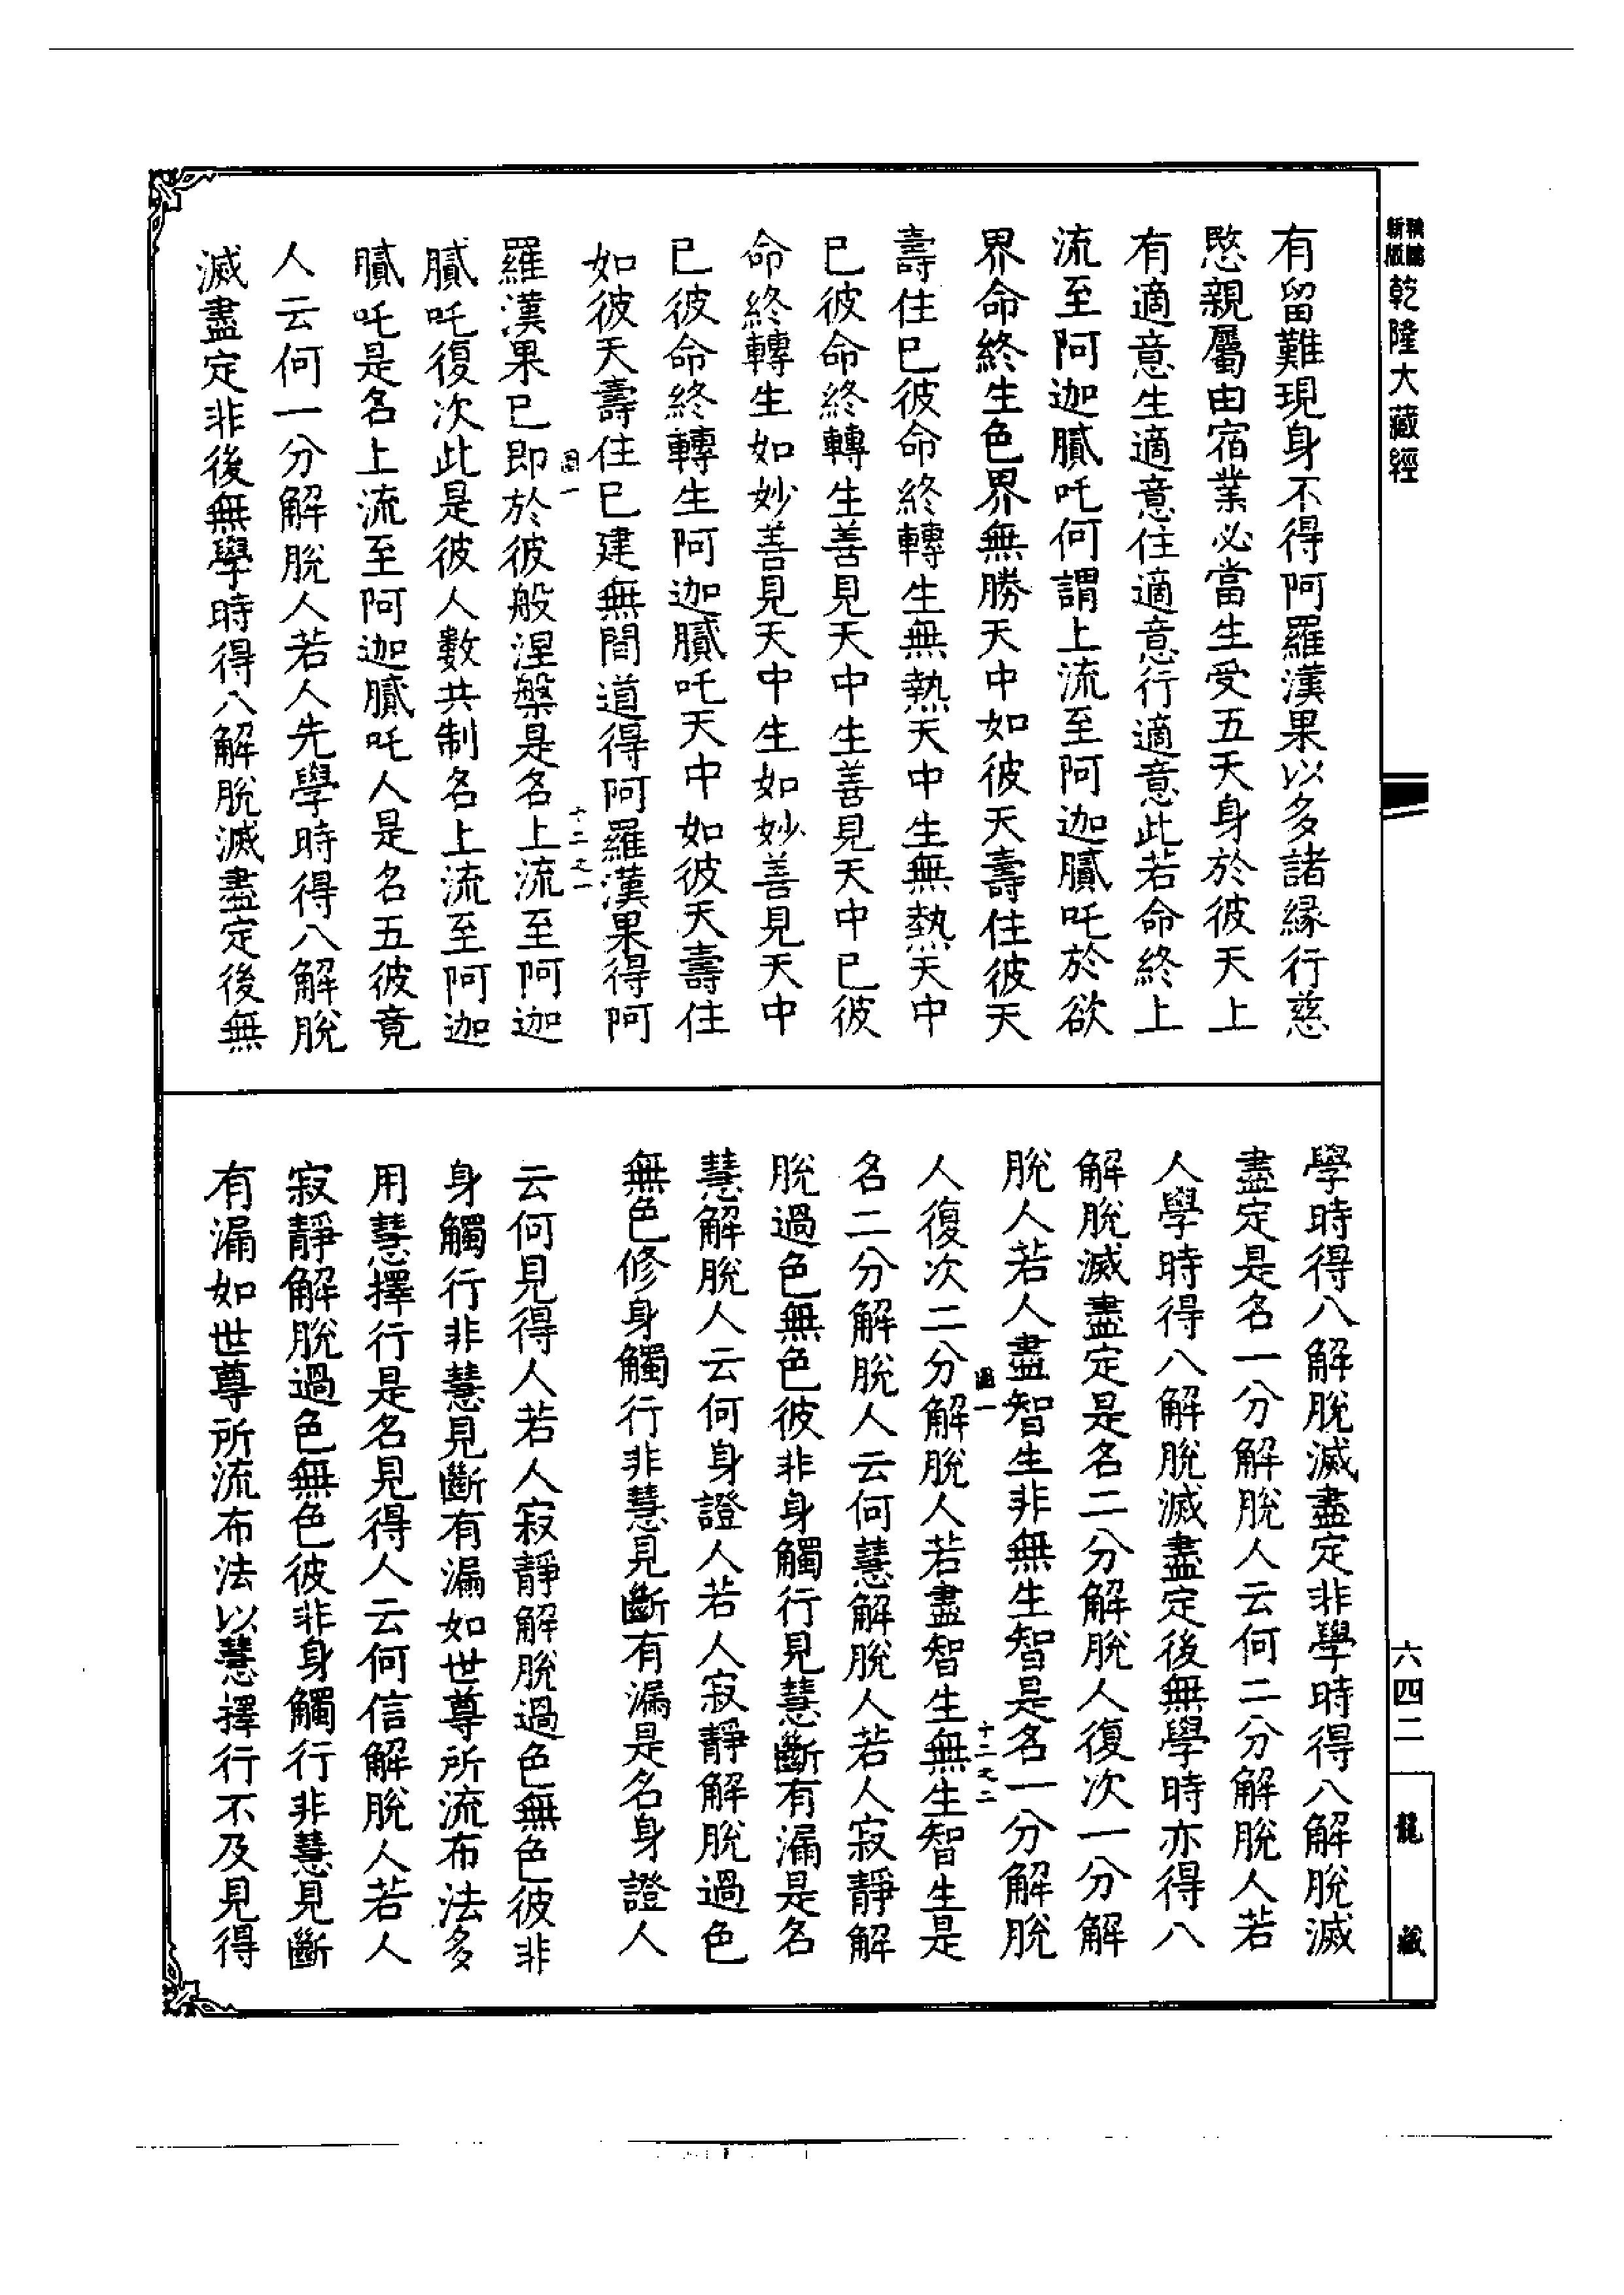 乾隆大藏經
有留難現身不得阿羅漢果以多諸緣行慈
愍親屬由宿業必當生受五天身於彼天上
有適意生適意住適意行適意此若命終上
流至阿迦膩吒何謂上流至阿迦膩吒於欲
界命終生色界無勝天中如彼天壽住彼天
壽住已彼命終轉生無熱天中生無熱天中
已彼命終轉生善見天中生善見天中已彼
命終轉生如妙善見天中生如妙善見天中
已彼命終轉生阿迦膩吒天中如彼天壽住
如彼天壽住已建無間道得阿羅漢果得阿
十二之一
羅漢果已即於彼般涅槃是名上流至阿迦
膩吒復次此是彼人數共制名上流至阿迦
膩吒是名上流至阿迦膩吒人是名五彼竟
人云何一分解脫人若人先學時得八解脫
滅盡定非後無學時得八解脫滅盡定後無
學時得八解脫滅盡定非學時得八解脫滅
盡定是名一分解脫人云何二分解脫人若
人學時得八解脫滅盡定後無學時亦得八
解脫滅盡定是名二分解脫人復次一分解
脫人若人盡智生非無生智是名一分解脫
十二之二
人復次二分解脫人若盡智生無生智生是
名二分解脫人云何慧解脫人若人寂靜解
脫過色無色彼非身觸行見慧斷有漏是名
慧解脫人云何身證人若人寂靜解脫過色
無色修身觸行非慧見斷有漏是名身證人
云何見得人若人寂靜解脫過色無色彼非
身觸行非慧見斷有漏如世尊所流布法多
用慧擇行是名見得人云何信解脫人若人
寂靜解脫過色無色彼非身觸行非慧見斷
有漏如世尊所流布法以慧擇行不及見得
六四二
龍藏